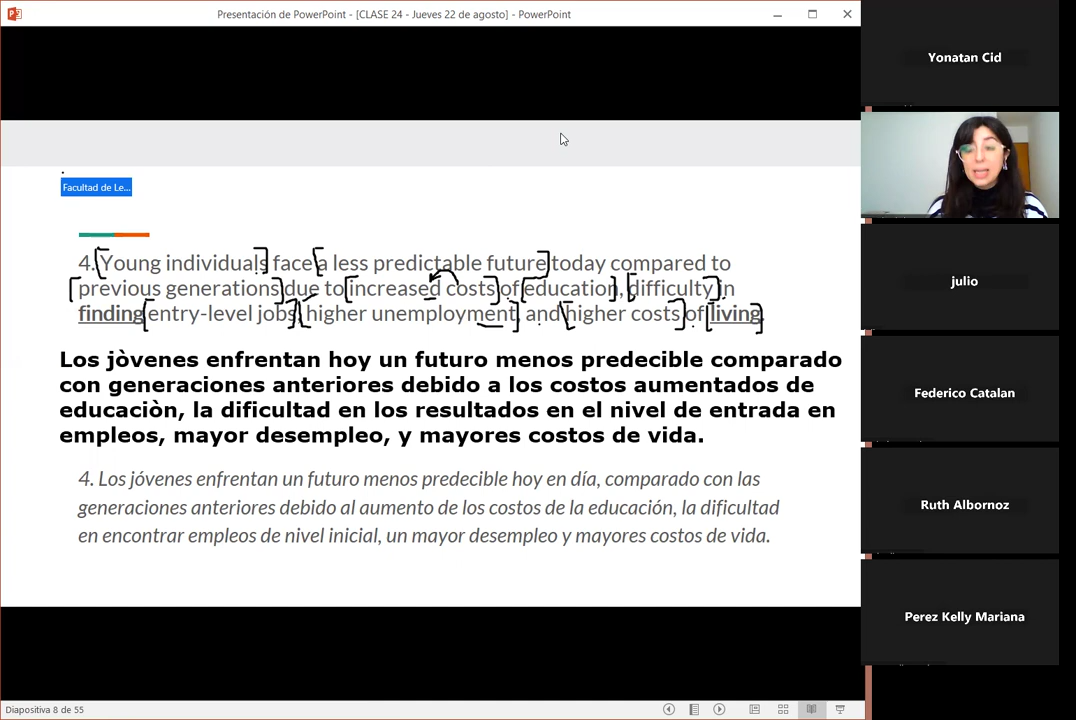 Presentación de PowerPoint - [CLASE 24 - Jueves 22 de agosto] - PowerPoint
Facultad de Le...
4. Young individuals face a less predictable future today compared to
previous generations due to increased costs of education, difficulty in
finding entry-level jobs, higher unemployment, and higher costs of living.
Los jòvenes enfrentan hoy un futuro menos predecible comparado
con generaciones anteriores debido a los costos aumentados de
educaciòn, la dificultad en los resultados en el nivel de entrada en
empleos, mayor desempleo, y mayores costos de vida.
4. Los jóvenes enfrentan un futuro menos predecible hoy en día, comparado con las
generaciones anteriores debido al aumento de los costos de la educación, la dificultad
en encontrar empleos de nivel inicial, un mayor desempleo y mayores costos de vida.
Diapositiva 8 de 55
Yonatan Cid
julio
Federico Catalan
Ruth Albornoz
Perez Kelly Mariana